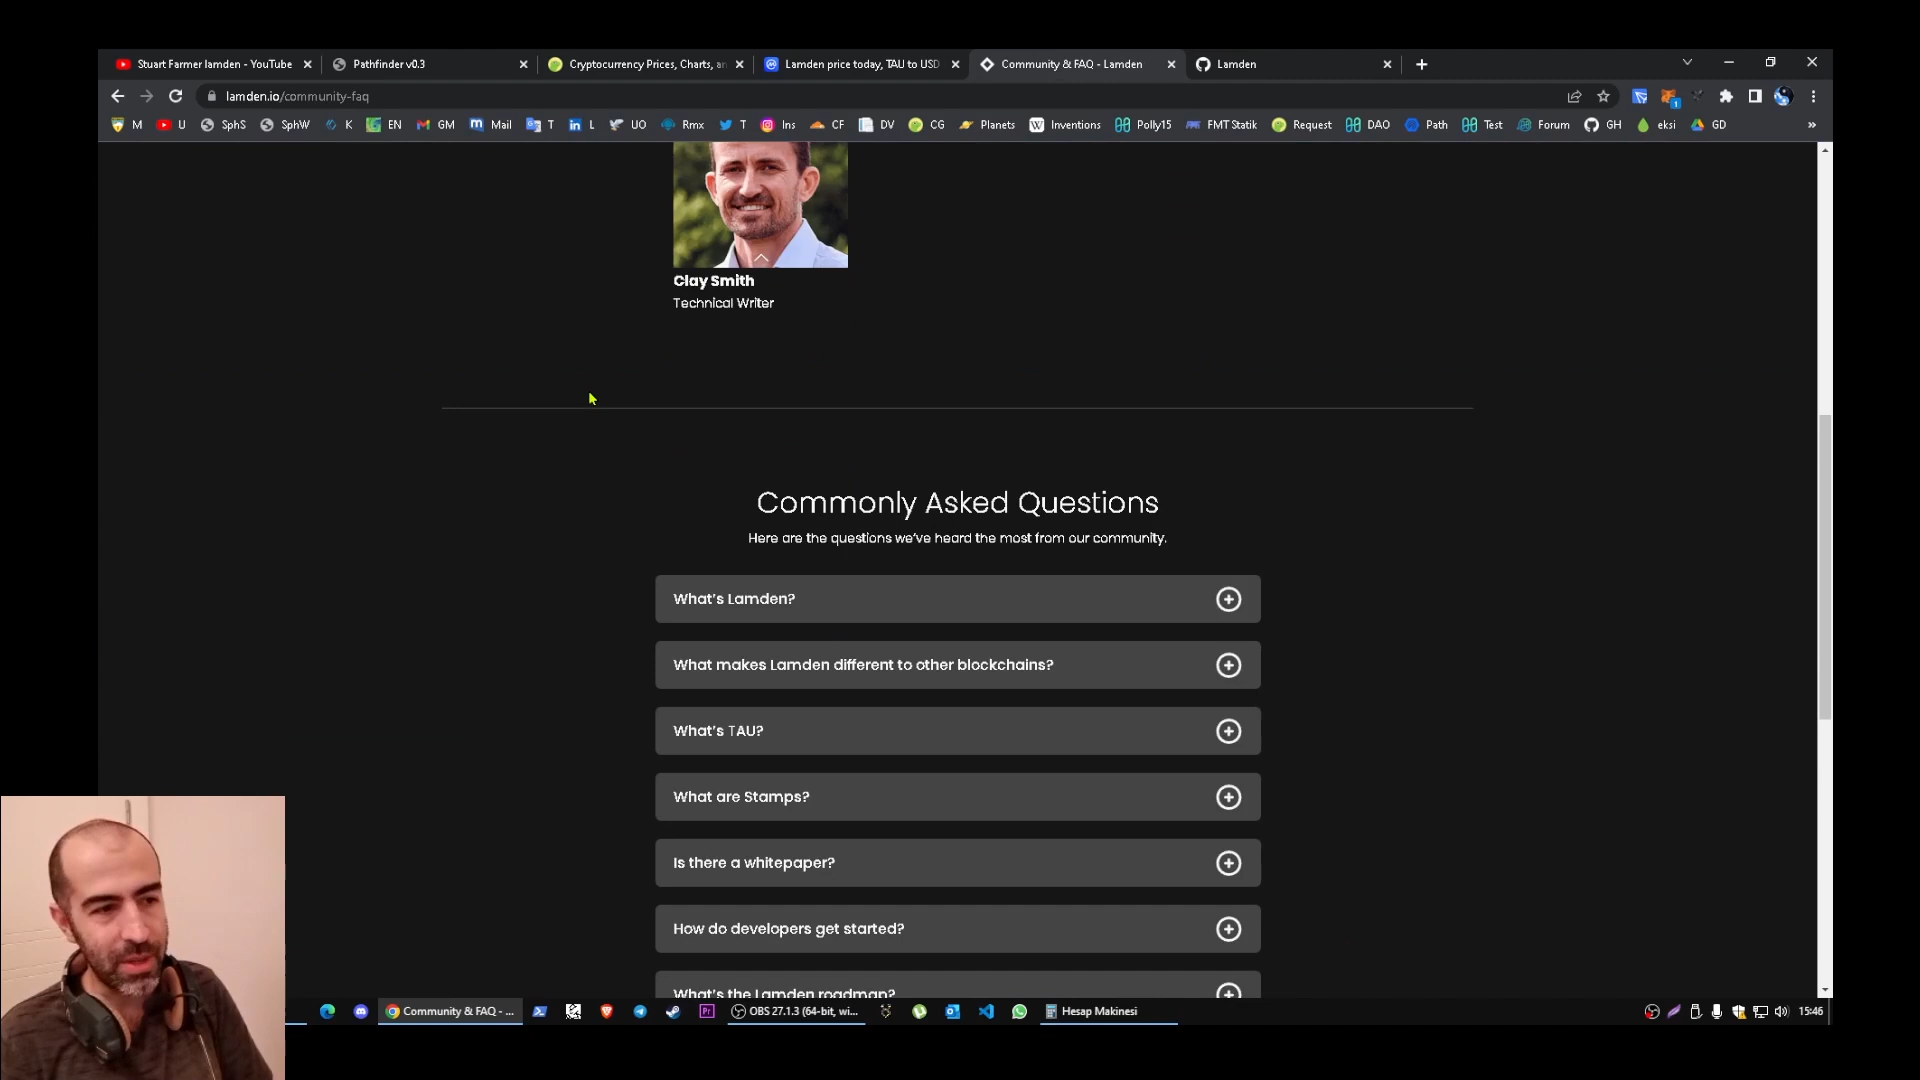 Stuart Farmer lamden - YouTube
Pathfinder v0.3
Cryptocurrency Prices, Charts, an
Lamden price today, TAU to USD
Community & FAQ - Lamden
Lamden
lamden.io/community-faq
M U SphS SphW K EN GM Mail T L UO Rmx T Ins CF DV CG Planets Inventions Polly15 FMT Statik Request DAO Path Test Forum GH eksi GD »
Clay Smith
Technical Writer
Commonly Asked Questions
Here are the questions we've heard the most from our community.
What's Lamden?
What makes Lamden different to other blockchains?
What's TAU?
What are Stamps?
Is there a whitepaper?
How do developers get started?
What's the Lamden roadmap?
Community & FAQ - ...
OBS 27.1.3 (64-bit, wi...
Hesap Makinesi
15:46